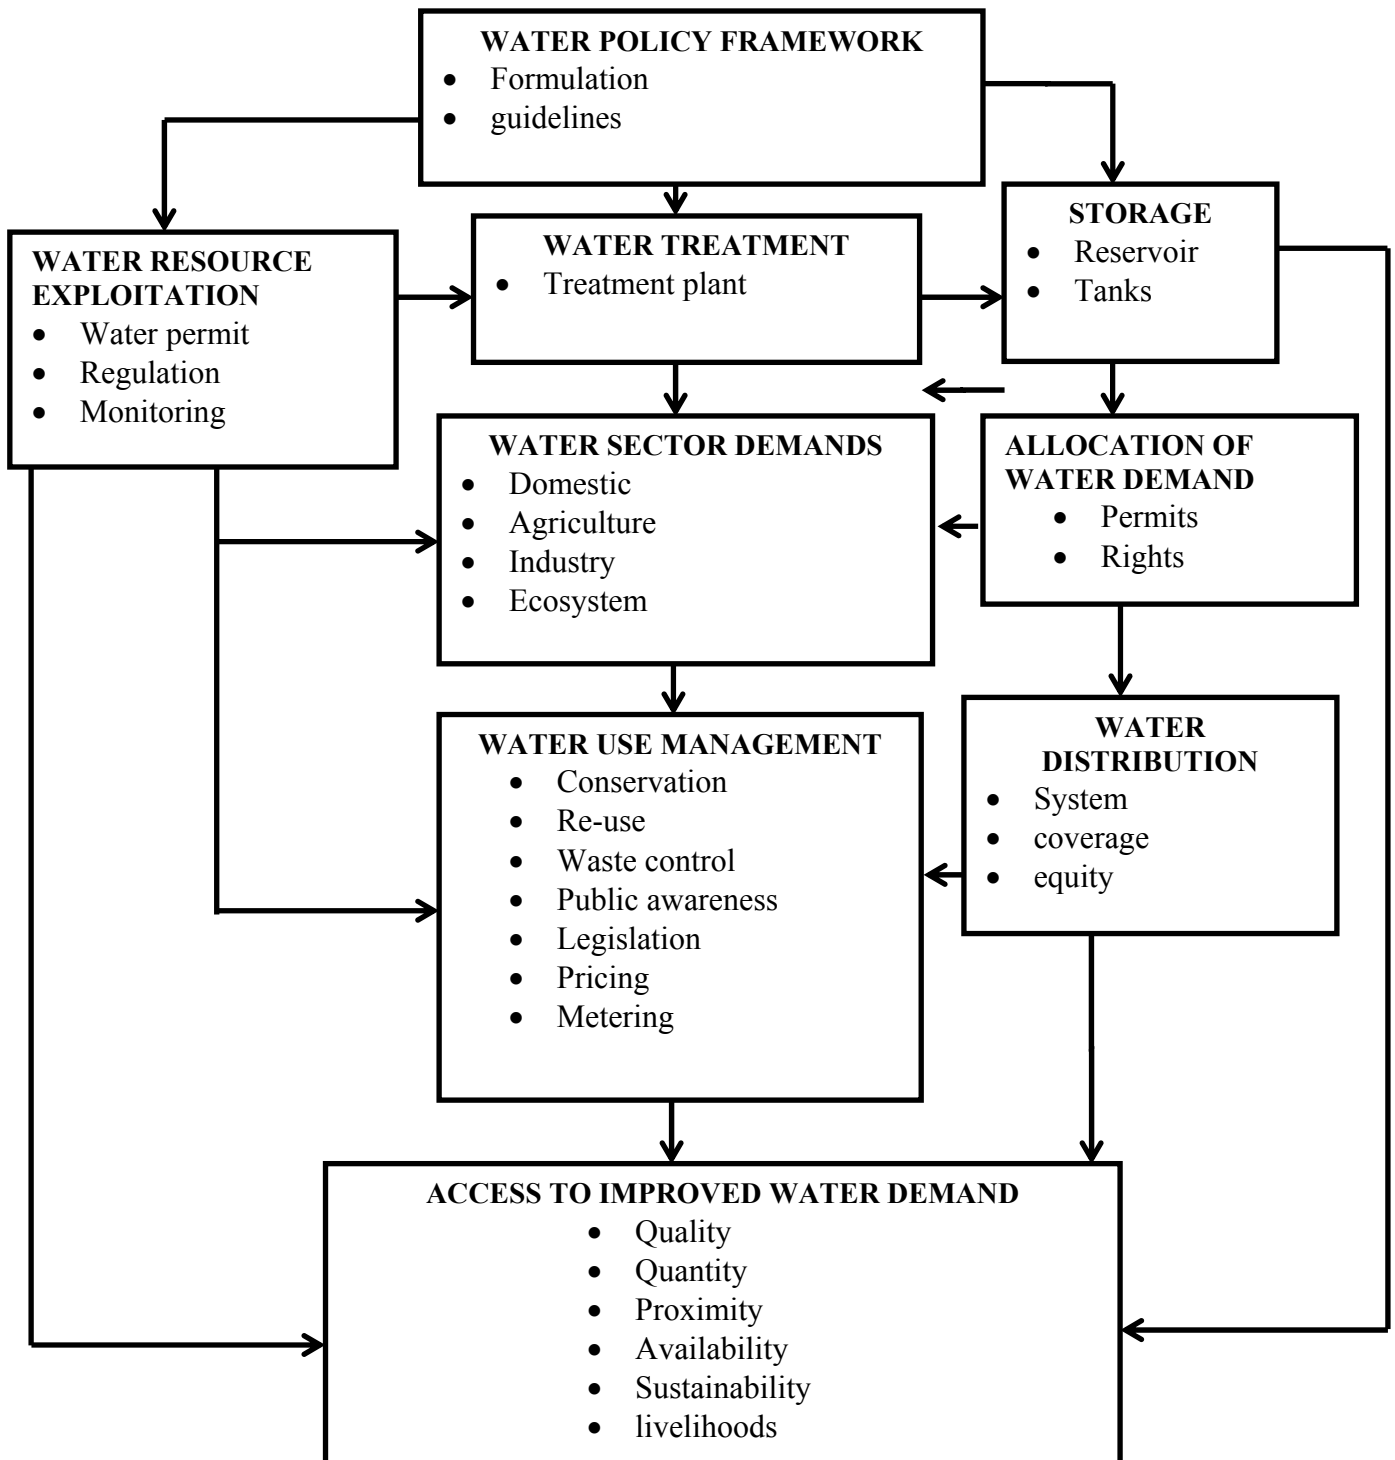 WATER POLICY FRAMEWORK
• Formulation
• guidelines
WATER RESOURCE
EXPLOITATION
• Water permit
• Regulation
• Monitoring
WATER TREATMENT
• Treatment plant
STORAGE
• Reservoir
• Tanks
WATER SECTOR DEMANDS
• Domestic
• Agriculture
• Industry
• Ecosystem
ALLOCATION OF
WATER DEMAND
• Permits
• Rights
WATER USE MANAGEMENT
• Conservation
• Re-use
• Waste control
• Public awareness
• Legislation
• Pricing
• Metering
WATER
DISTRIBUTION
• System
• coverage
• equity
ACCESS TO IMPROVED WATER DEMAND
• Quality
• Quantity
• Proximity
• Availability
• Sustainability
• livelihoods